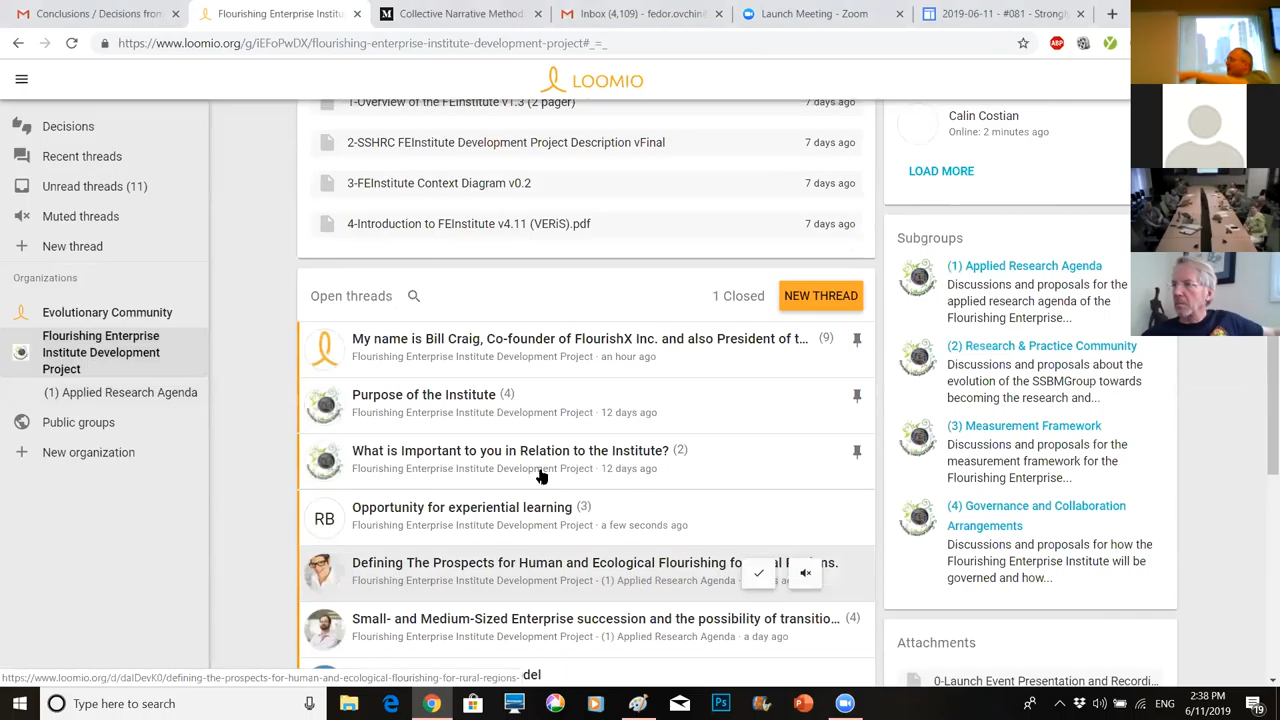 Conclusions / Decisions from
Flourishing Enterprise Institu
Collective Narrative Method
Inbox (4,109) - fedor.ovchin
Launch Meeting - Zoom
2019-06-11 - #081 - Strongly
https://www.loomio.org/g/iEFoPwDX/flourishing-enterprise-institute-development-project#_=_
ABP
LOOMIO
Decisions
Recent threads
Unread threads (11)
Muted threads
New thread
Organizations
Evolutionary Community
Flourishing Enterprise
Institute Development
Project
(1) Applied Research Agenda
Public groups
New organization
1-Overview of the FEInstitute v1.3 (2 pager)
7 days ago
2-SSHRC FEInstitute Development Project Description vFinal
7 days ago
3-FEInstitute Context Diagram v0.2
7 days ago
4-Introduction to FEInstitute v4.11 (VERiS).pdf
7 days ago
Open threads
1 Closed
NEW THREAD
My name is Bill Craig, Co-founder of FlourishX Inc. and also President of t... (9)
Flourishing Enterprise Institute Development Project · an hour ago
Purpose of the Institute (4)
Flourishing Enterprise Institute Development Project · 12 days ago
What is Important to you in Relation to the Institute? (2)
Flourishing Enterprise Institute Development Project · 12 days ago
RB
Opportunity for experiential learning (3)
Flourishing Enterprise Institute Development Project · a few seconds ago
Defining The Prospects for Human and Ecological Flourishing
Flourishing Enterprise Institute Development Project - (1) Applied Research Agenda
Small- and Medium-Sized Enterprise succession and the possibility of transitio... (4)
Flourishing Enterprise Institute Development Project - (1) Applied Research Agenda · a day ago
Calin Costian
Online: 2 minutes ago
LOAD MORE
Subgroups
(1) Applied Research Agenda
Discussions and proposals for the
applied research agenda of the
Flourishing Enterprise...
(2) Research & Practice Community
Discussions and proposals about the
evolution of the SSBMGroup towards
becoming the research and...
(3) Measurement Framework
Discussions and proposals for the
measurement framework for the
Flourishing Enterprise...
(4) Governance and Collaboration
Arrangements
Discussions and proposals for how the
Flourishing Enterprise Institute will be
governed and how...
Attachments
0-Launch Event Presentation and Recordi...
https://www.loomio.org/d/dalDevK0/defining-the-prospects-for-human-and-ecological-flourishing-for-rural-regions-
Type here to search
ENG
2:38 PM
6/11/2019
19